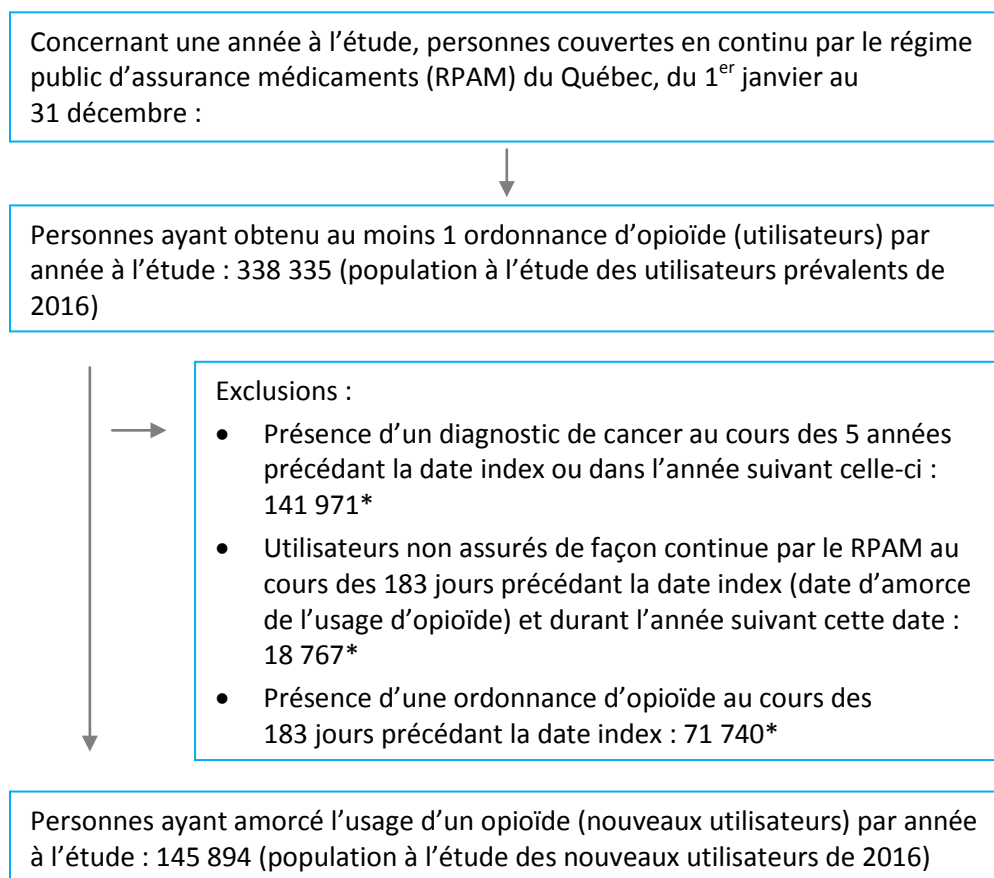 Concernant une année à l’étude, personnes couvertes en continu par le régime
public d’assurance médicaments (RPAM) du Québec, du 1er janvier au
31 décembre :
Personnes ayant obtenu au moins 1 ordonnance d’opioïde (utilisateurs) par
année à l’étude : 338 335 (population à l’étude des utilisateurs prévalents de
2016)
Exclusions :
• Présence d’un diagnostic de cancer au cours des 5 années
précédant la date index ou dans l’année suivant celle-ci :
141 971*
• Utilisateurs non assurés de façon continue par le RPAM au
cours des 183 jours précédant la date index (date d’amorce
de l’usage d’opioïde) et durant l’année suivant cette date :
18 767*
• Présence d’une ordonnance d’opioïde au cours des
183 jours précédant la date index : 71 740*
Personnes ayant amorcé l’usage d’un opioïde (nouveaux utilisateurs) par année
à l’étude : 145 894 (population à l’étude des nouveaux utilisateurs de 2016)